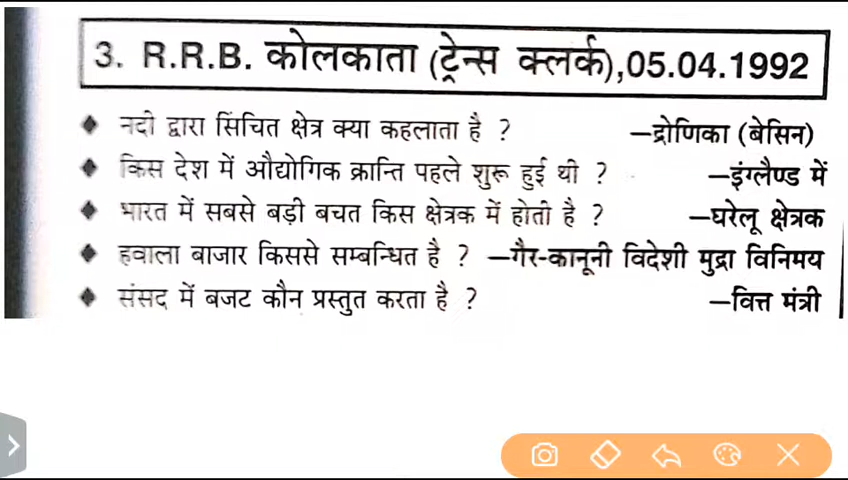 3. R.R.B. कोलकाता (ट्रेन्स क्लर्क),05.04.1992
◆ नदी द्वारा सिंचित क्षेत्र क्या कहलाता है ? —द्रोणिका (बेसिन)
◆ किस देश में औद्योगिक क्रान्ति पहले शुरू हुई थी ? —इंग्लैण्ड में
◆ भारत में सबसे बड़ी बचत किस क्षेत्रक में होती है ? —घरेलू क्षेत्रक
◆ हवाला बाजार किससे सम्बन्धित है ? —गैर-कानूनी विदेशी मुद्रा विनिमय
◆ संसद में बजट कौन प्रस्तुत करता है ? —वित्त मंत्री